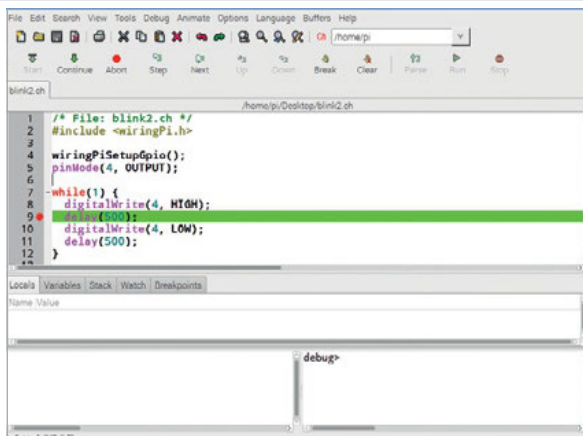 File Edit Search View Tools Debug Animate Options Language Buffers Help
/home/pi
Start Continue Abort Step Next Up Down Break Clear Parse Run Stop
blink2.ch
/home/pi/Desktop/blink2.ch
1 /* File: blink2.ch */
2 #include <wiringPi.h>
3
4 wiringPiSetupGpio();
5 pinMode(4, OUTPUT);
6
7 while(1) {
8 digitalWrite(4, HIGH);
9 delay(500);
10 digitalWrite(4, LOW);
11 delay(500);
12 }
Locals Variables Stack Watch Breakpoints
Name Value
debug>